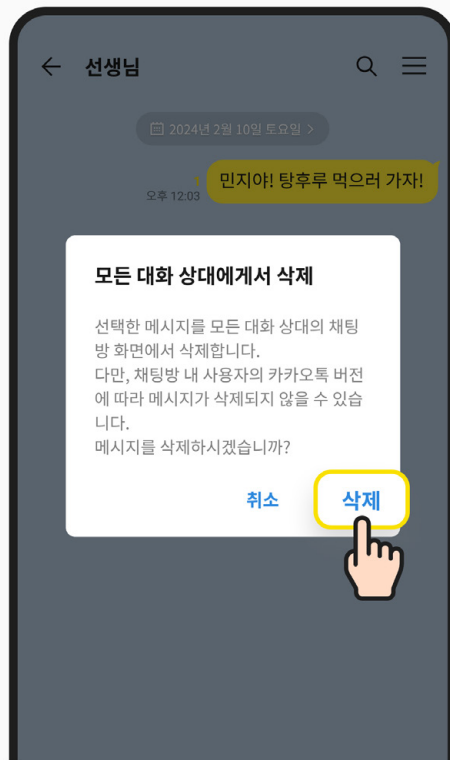 선생님
2024년 2월 10일 토요일 >
1
오후 12:03
민지야! 탕후루 먹으러 가자!
모든 대화 상대에게서 삭제
선택한 메시지를 모든 대화 상대의 채팅
방 화면에서 삭제합니다.
다만, 채팅방 내 사용자의 카카오톡 버전
에 따라 메시지가 삭제되지 않을 수 있습
니다.
메시지를 삭제하시겠습니까?
취소 삭제